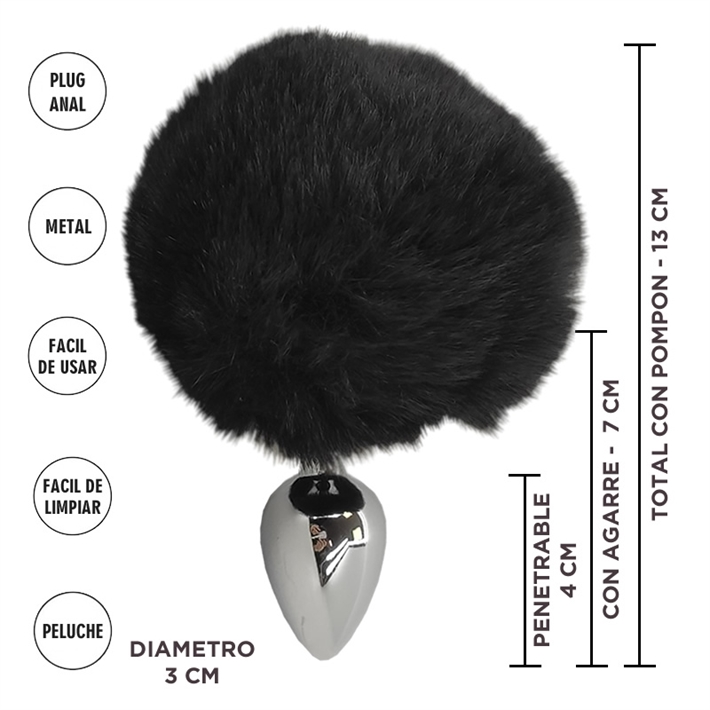 PLUG
ANAL
METAL
FACIL
DE USAR
FACIL DE
LIMPIAR
PELUCHE
DIAMETRO
3 CM
PENETRABLE
4 CM
CON AGARRE - 7 CM
TOTAL CON POMPON - 13 CM